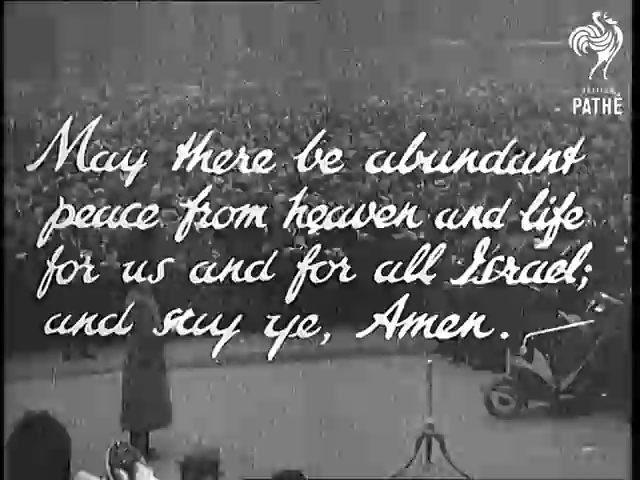 BRITISH
PATHÉ
May there be abundant
peace from heaven and life
for us and for all Israel;
and say ye, Amen.